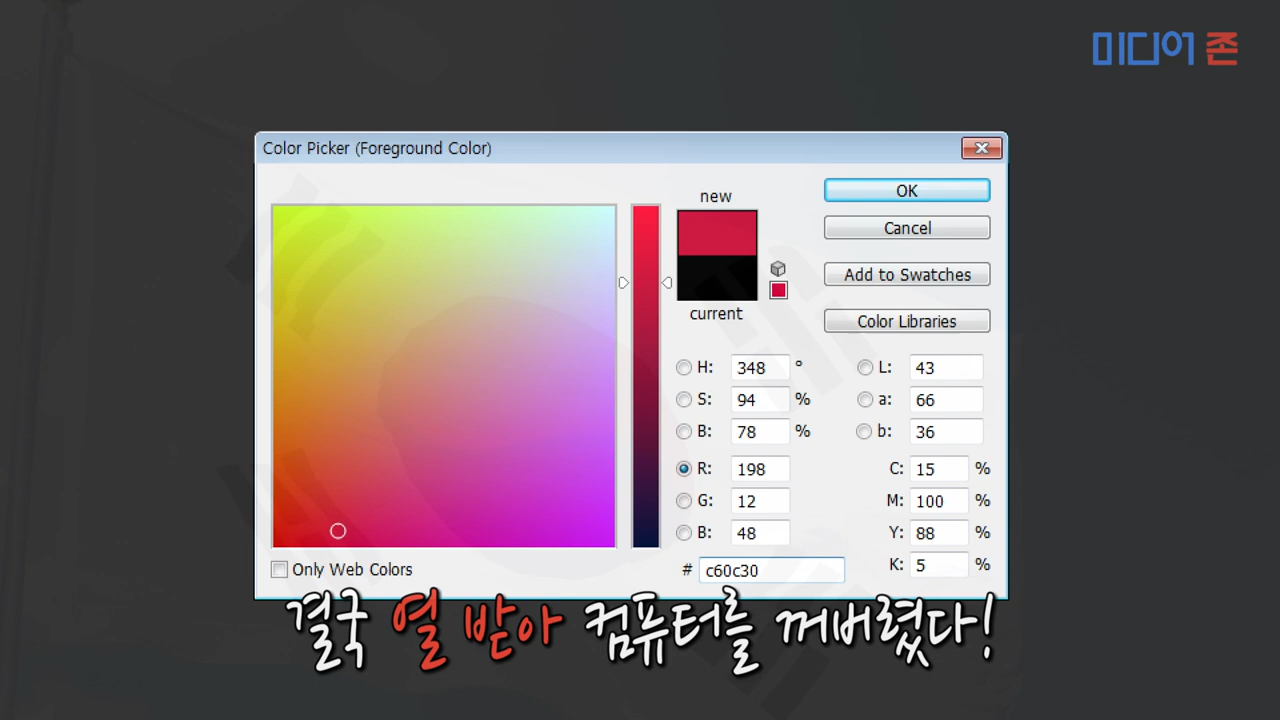 미디어 존
Color Picker (Foreground Color)
new
current
OK
Cancel
Add to Swatches
Color Libraries
H: 348 °
S: 94 %
B: 78 %
R: 198
G: 12
B: 48
# c60c30
L: 43
a: 66
b: 36
C: 15 %
M: 100 %
Y: 88 %
K: 5 %
Only Web Colors
결국 열 받아 컴퓨터를 꺼버렸다!